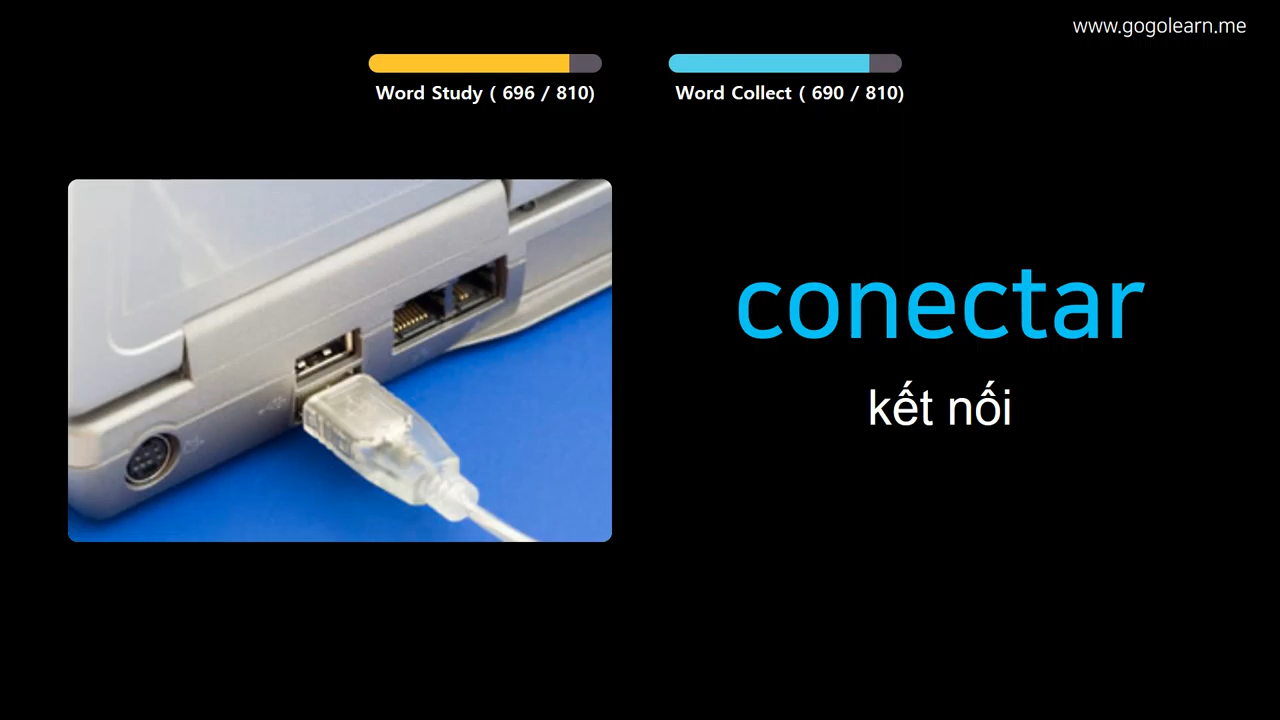 www.gogolearn.me
Word Study ( 696 / 810)
Word Collect ( 690 / 810)
conectar
kết nối